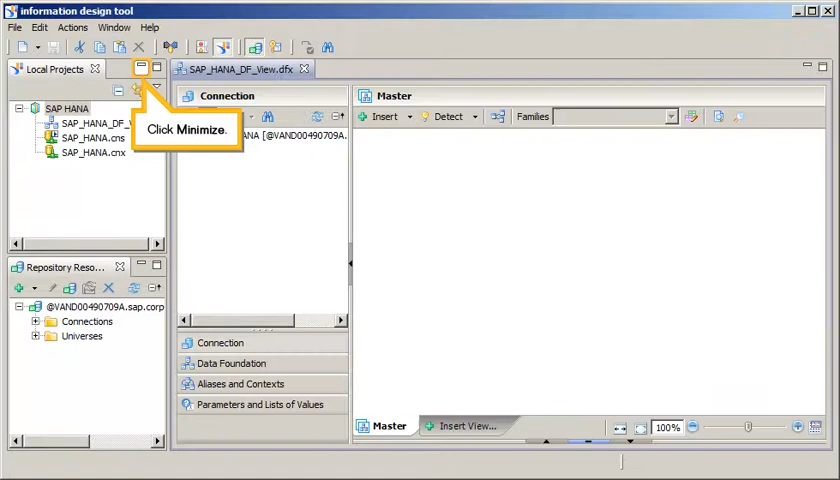 information design tool
File Edit Actions Window Help
Local Projects
SAP_HANA_DF_View.dfx
Connection
Master
SAP HANA
SAP_HANA_DF_V
SAP_HANA.cns
SAP_HANA.cnx
Click Minimize.
Insert
Detect
Families
ANA [@VAND00490709A.
Repository Reso...
@VAND00490709A.sap.corp
Connections
Universes
Connection
Data Foundation
Aliases and Contexts
Parameters and Lists of Values
Master
Insert View...
100%